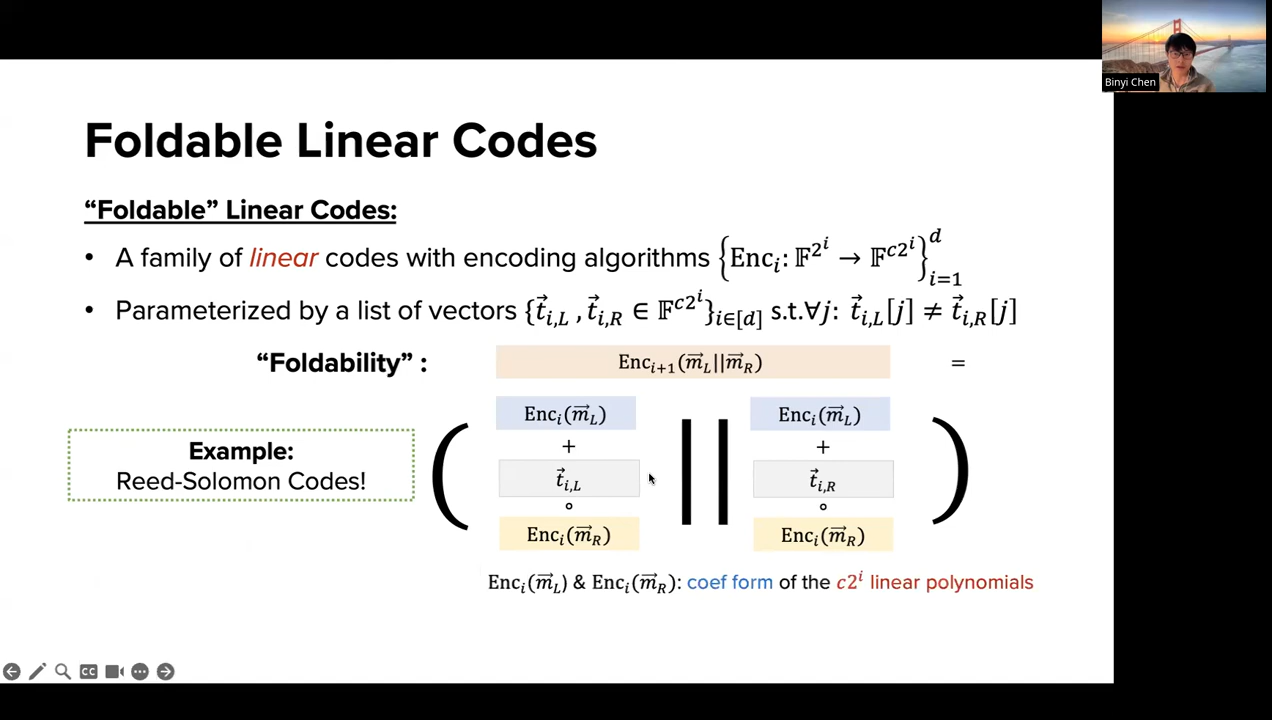 Binyi Chen
Foldable Linear Codes
“Foldable” Linear Codes:
• A family of linear codes with encoding algorithms {Encᵢ: 𝔽^{2^i} → 𝔽^{c2^i}}_{i=1}^{d}
• Parameterized by a list of vectors {t⃗_{i,L} , t⃗_{i,R} ∈ 𝔽^{c2^i}}_{i∈[d]} s.t.∀j: t⃗_{i,L}[j] ≠ t⃗_{i,R}[j]
“Foldability” : Enc_{i+1}(m⃗_L||m⃗_R) =
Example:
Reed-Solomon Codes!
( Encᵢ(m⃗_L) || Encᵢ(m⃗_L) )
+ +
t⃗_{i,L} t⃗_{i,R}
∘ ∘
Encᵢ(m⃗_R) Encᵢ(m⃗_R)
Encᵢ(m⃗_L) & Encᵢ(m⃗_R): coef form of the c2^i linear polynomials
CC